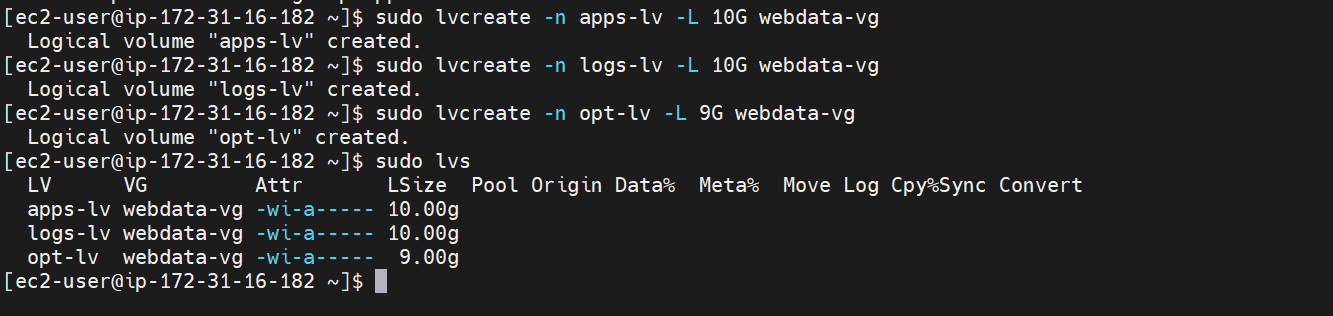 [ec2-user@ip-172-31-16-182 ~]$ sudo lvcreate -n apps-lv -L 10G webdata-vg
  Logical volume "apps-lv" created.
[ec2-user@ip-172-31-16-182 ~]$ sudo lvcreate -n logs-lv -L 10G webdata-vg
  Logical volume "logs-lv" created.
[ec2-user@ip-172-31-16-182 ~]$ sudo lvcreate -n opt-lv -L 9G webdata-vg
  Logical volume "opt-lv" created.
[ec2-user@ip-172-31-16-182 ~]$ sudo lvs
  LV      VG         Attr       LSize  Pool Origin Data%  Meta%  Move Log Cpy%Sync Convert
  apps-lv webdata-vg -wi-a----- 10.00g
  logs-lv webdata-vg -wi-a----- 10.00g
  opt-lv  webdata-vg -wi-a-----  9.00g
[ec2-user@ip-172-31-16-182 ~]$